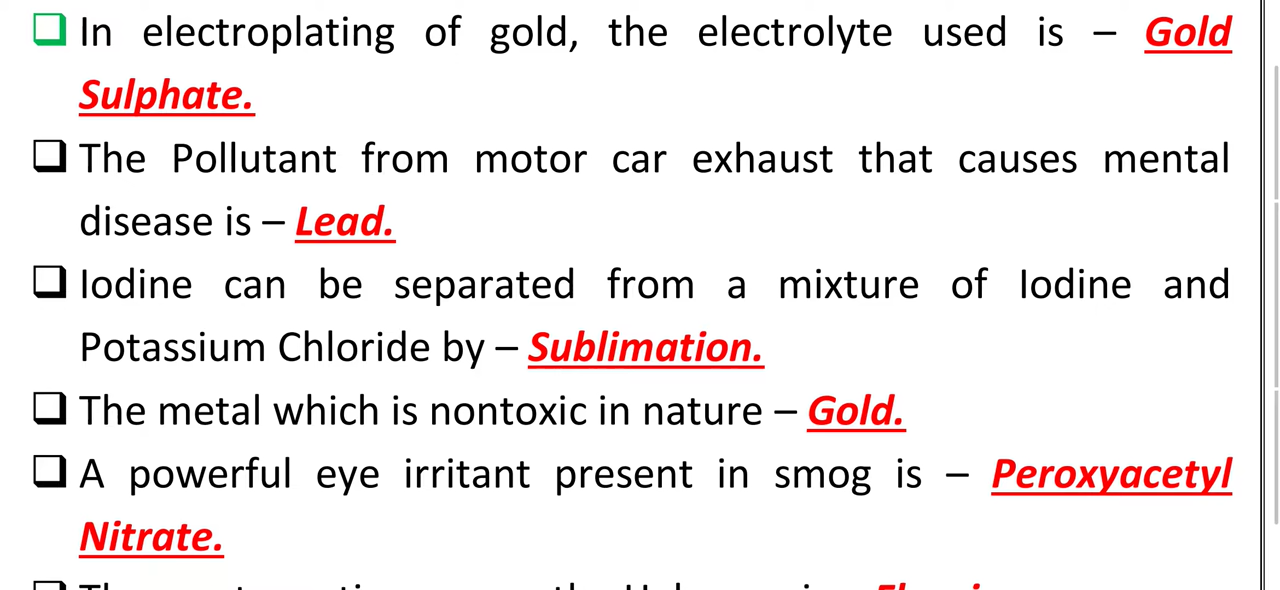 In electroplating of gold, the electrolyte used is – Gold
Sulphate.
The Pollutant from motor car exhaust that causes mental
disease is – Lead.
Iodine can be separated from a mixture of Iodine and
Potassium Chloride by – Sublimation.
The metal which is nontoxic in nature – Gold.
A powerful eye irritant present in smog is – Peroxyacetyl
Nitrate.